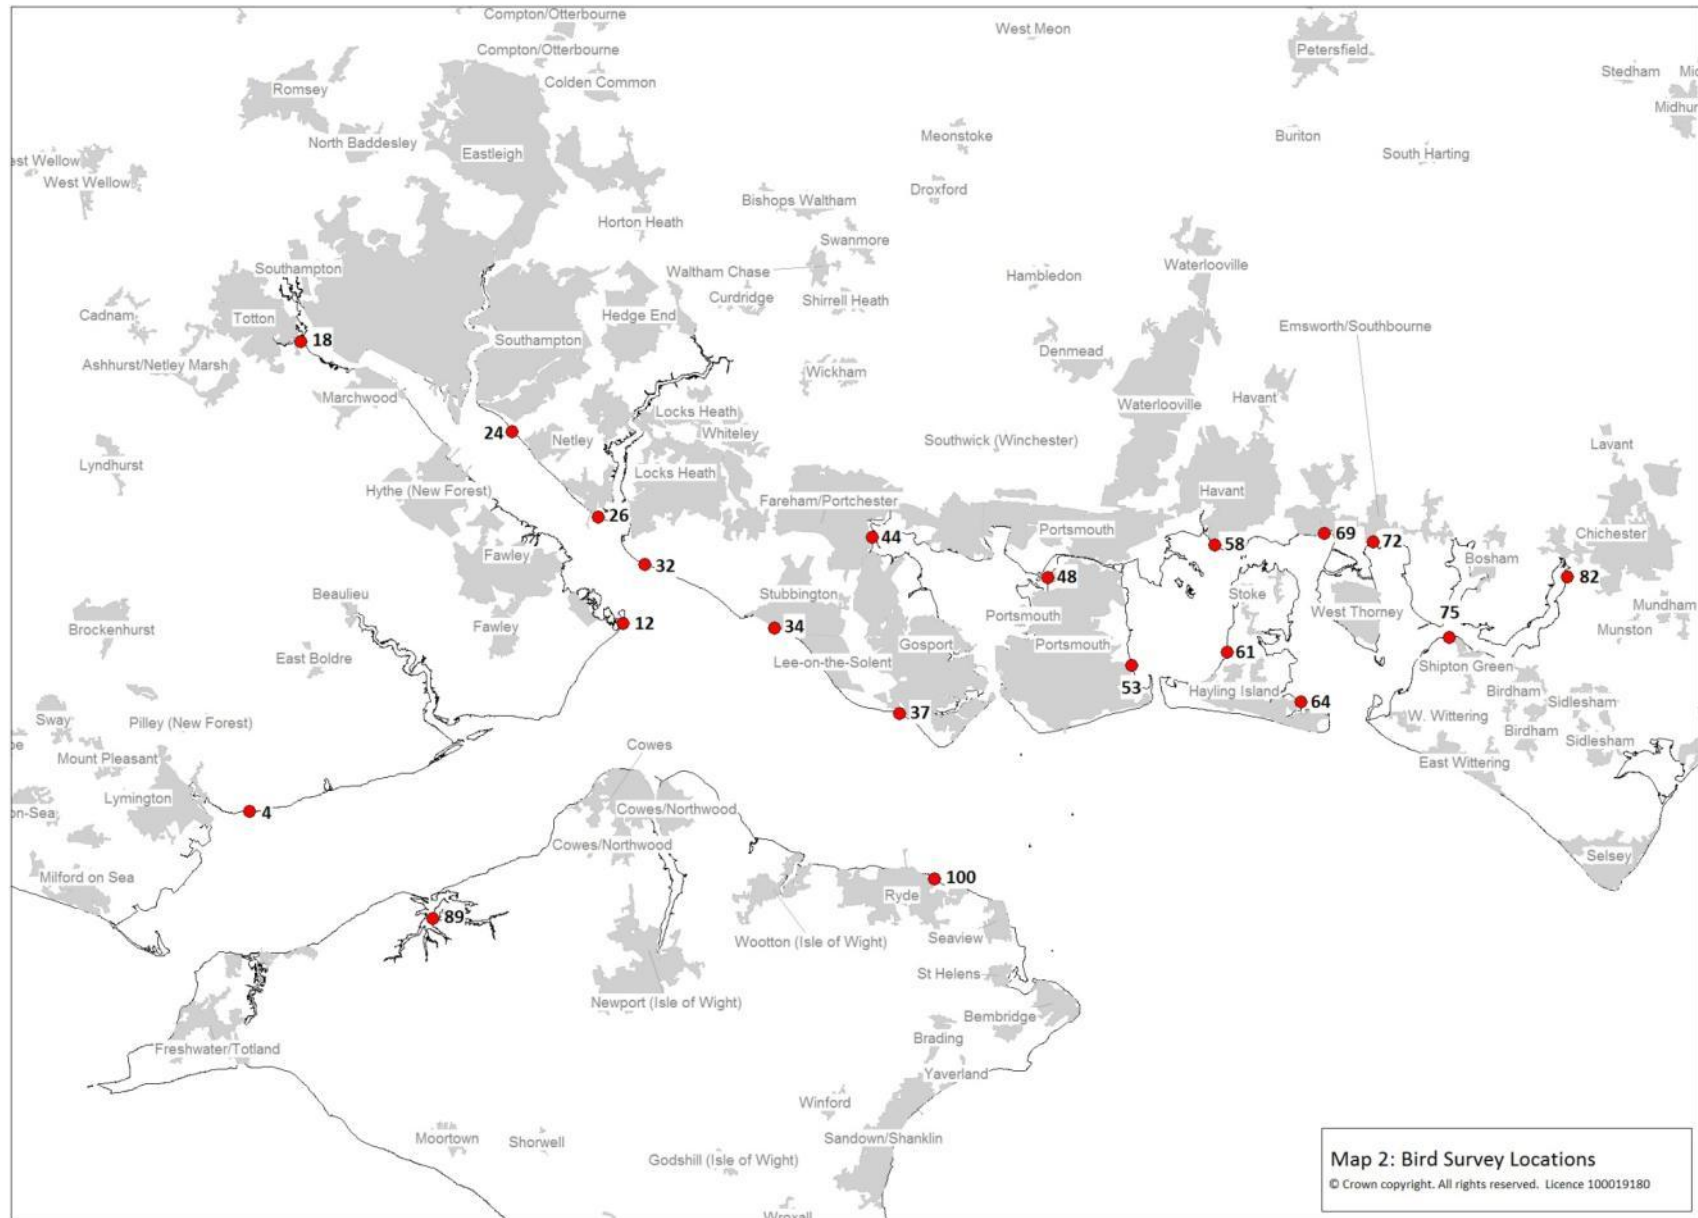 Compton/Otterbourne
West Meon
Compton/Otterbourne
Petersfield
Stedham
Mic
Colden Common
Romsey
Midhur
North Baddesley
Meonstoke
Buriton
Eastleigh
South Harting
est Wellow
West Wellow
Droxford
Bishops Waltham
Horton Heath
Swanmore
Southampton
Waltham Chase
Waterlooville
Hambledon
Curdridge
Shirrell Heath
Cadnam
Totton
Hedge End
Emsworth/Southbourne
18
Southampton
Denmead
Ashhurst/Netley Marsh
Wickham
Marchwood
Havant
Waterlooville
Locks Heath
24
Netley
Whiteley
Southwick (Winchester)
Lavant
Lyndhurst
Locks Heath
Hythe (New Forest)
Havant
Fareham/Portchester
26
Portsmouth
Chichester
44
58
69
72
Fawley
Bosham
32
48
82
Beaulieu
Stubbington
Stoke
Mundham
West Thorney
Portsmouth
75
Brockenhurst
Fawley
12
34
Munston
Gosport
Portsmouth
61
East Boldre
Lee-on-the-Solent
Shipton Green
53
Hayling Island
Birdham
64
Sidlesham
37
W. Wittering
Sway
Pilley (New Forest)
Birdham
Sidlesham
be
Cowes
Mount Pleasant
East Wittering
Lymington
on-Sea
4
Cowes/Northwood
Cowes/Northwood
Selsey
Milford on Sea
100
Ryde
89
Seaview
Wootton (Isle of Wight)
St Helens
Newport (Isle of Wight)
Bembridge
Brading
Freshwater/Totland
Yaverland
Winford
Moortown
Shorwell
Sandown/Shanklin
Godshill (Isle of Wight)
Map 2: Bird Survey Locations
© Crown copyright. All rights reserved. Licence 100019180
Wroxall